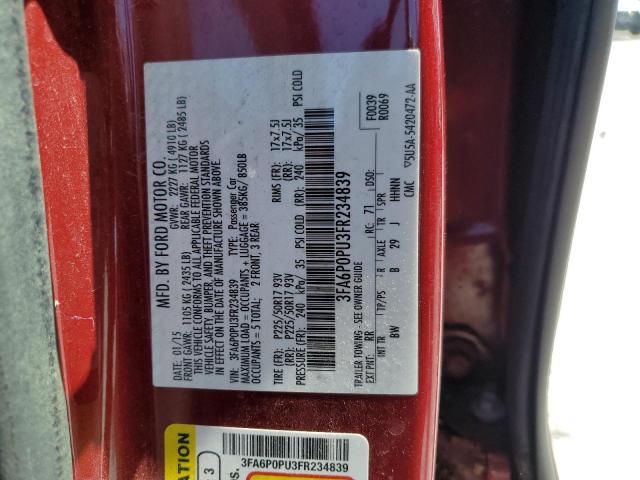 MFD. BY FORD MOTOR CO.
DATE: 01/15 GVWR: 2227 KG ( 4910 LB)
FRONT GAWR: 1105 KG (2435 LB) REAR GAWR: 1127 KG ( 2485 LB)
THIS VEHICLE CONFORMS TO ALL APPLICABLE FEDERAL MOTOR
VEHICLE SAFETY, BUMPER, AND THEFT PREVENTION STANDARDS
IN EFFECT ON THE DATE OF MANUFACTURE SHOWN ABOVE.
VIN: 3FA6P0PU3FR234839 TYPE: Passenger Car
MAXIMUM LOAD = OCCUPANTS + LUGGAGE = 385KG/ 850LB
OCCUPANTS = 5 TOTAL: 2 FRONT, 3 REAR
TIRE (FR): P225/50R17 93V RIMS (FR): 17x7.5J
(RR): P225/50R17 93V (RR): 17x7.5J
PRESSURE (FR): 240 kPa/ 35 PSI COLD (RR): 240 kPa/ 35 PSI COLD
3FA6P0PU3FR234839
F0039
R0069
TRAILER TOWING - SEE OWNER GUIDE
EXT PNT: RR RC: 71 DSO:
INT TR TP/PS R AXLE TR SPR
BW B 29 J HHNN
CMC
5U5A-5420472-AA
3FA6P0PU3FR234839
3